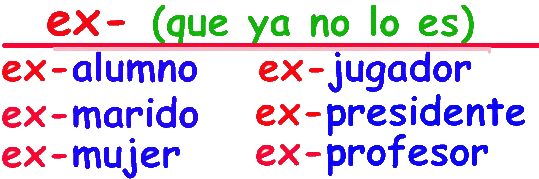 ex- (que ya no lo es)
ex-alumno ex-jugador
ex-marido ex-presidente
ex-mujer ex-profesor